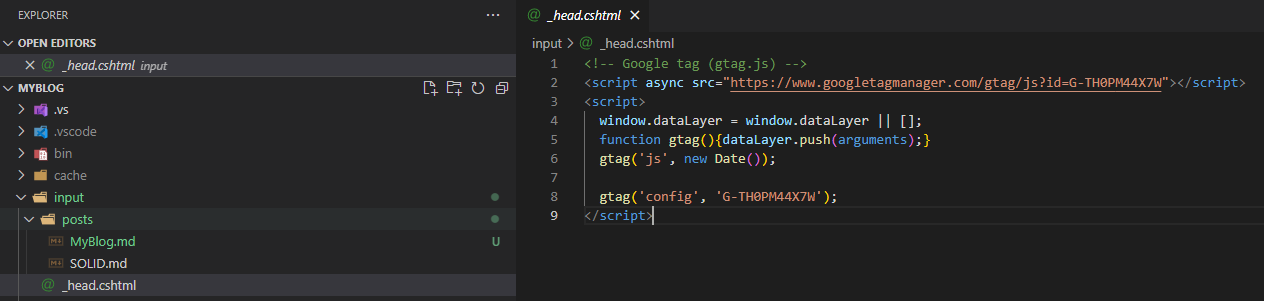 EXPLORER
OPEN EDITORS
_head.cshtml input
MYBLOG
.vs
.vscode
bin
cache
input
posts
MyBlog.md U
SOLID.md
_head.cshtml
_head.cshtml
input > _head.cshtml
1 <!-- Google tag (gtag.js) -->
2 <script async src="https://www.googletagmanager.com/gtag/js?id=G-TH0PM44X7W"></script>
3 <script>
4 window.dataLayer = window.dataLayer || [];
5 function gtag(){dataLayer.push(arguments);}
6 gtag('js', new Date());
7
8 gtag('config', 'G-TH0PM44X7W');
9 </script>